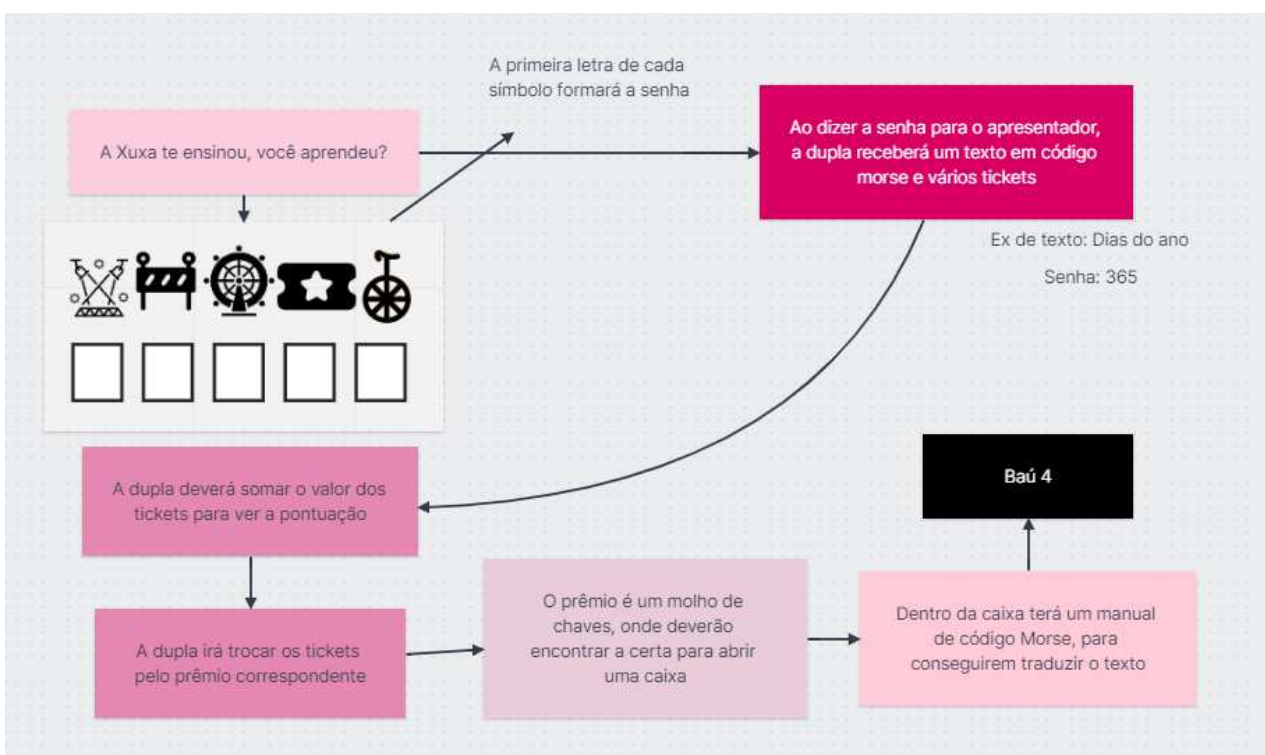 A primeira letra de cada
símbolo formará a senha
A Xuxa te ensinou, você aprendeu?
Ao dizer a senha para o apresentador,
a dupla receberá um texto em código
morse e vários tickets
Ex de texto: Dias do ano
Senha: 365
A dupla deverá somar o valor dos
tickets para ver a pontuação
Baú 4
A dupla irá trocar os tickets
pelo prêmio correspondente
O prêmio é um molho de
chaves, onde deverão
encontrar a certa para abrir
uma caixa
Dentro da caixa terá um manual
de código Morse, para
conseguirem traduzir o texto